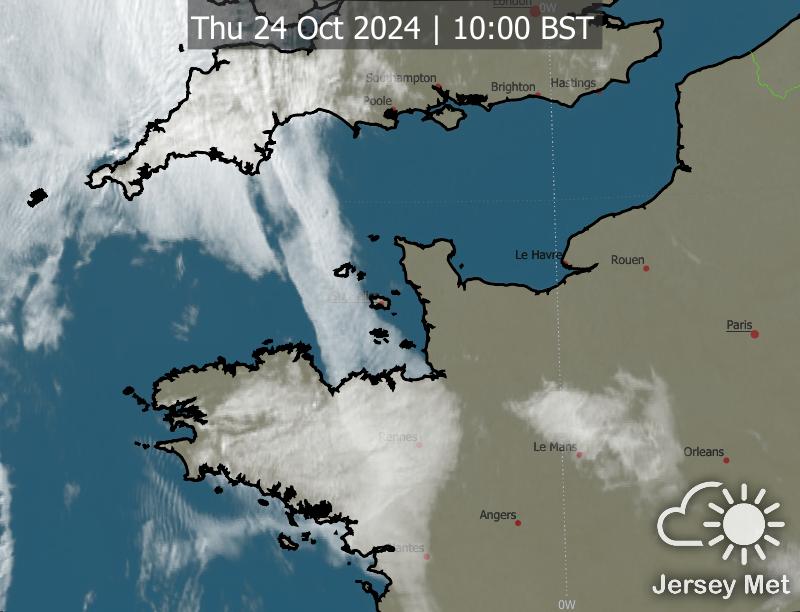 London
0W
Thu 24 Oct 2024 | 10:00 BST
Southampton
Brighton
Hastings
Poole
Le Havre
Rouen
Paris
Rennes
Le Mans
Orleans
Angers
Nantes
Jersey Met
0W